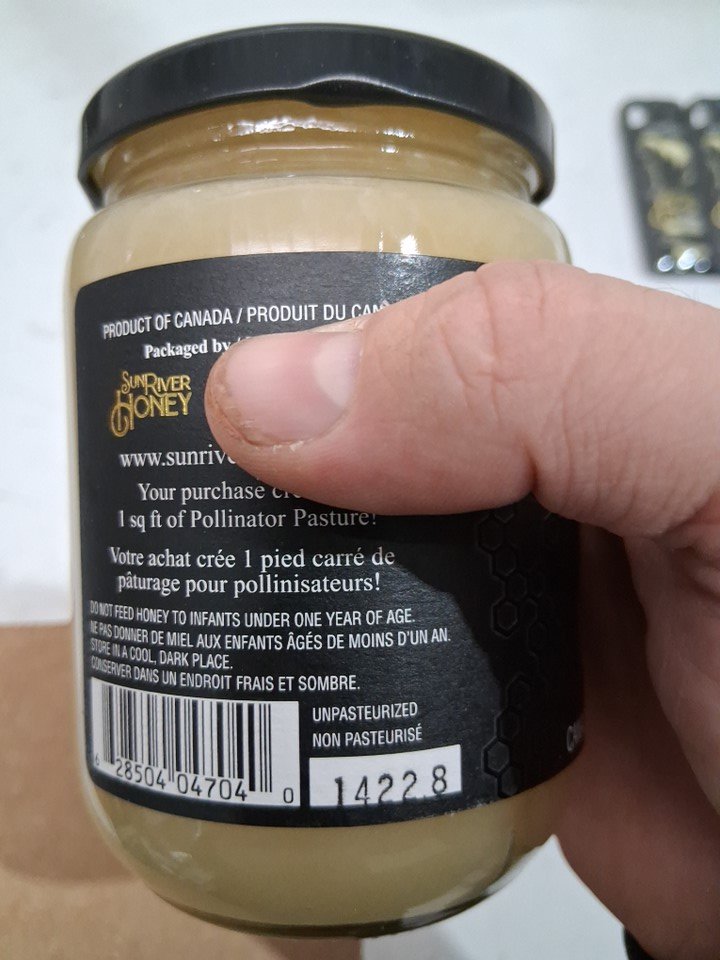 PRODUCT OF CANADA / PRODUIT DU
Packaged by
SUNRIVER
HONEY
www.sunrive
Your purchase
1 sq ft of Pollinator Pasture!
Votre achat crée 1 pied carré de
pâturage pour pollinisateurs!
DO NOT FEED HONEY TO INFANTS UNDER ONE YEAR OF AGE.
NE PAS DONNER DE MIEL AUX ENFANTS ÂGÉS DE MOINS D'UN AN.
STORE IN A COOL, DARK PLACE.
CONSERVER DANS UN ENDROIT FRAIS ET SOMBRE.
UNPASTEURIZED
NON PASTEURISÉ
6 28504 04704 0
14228